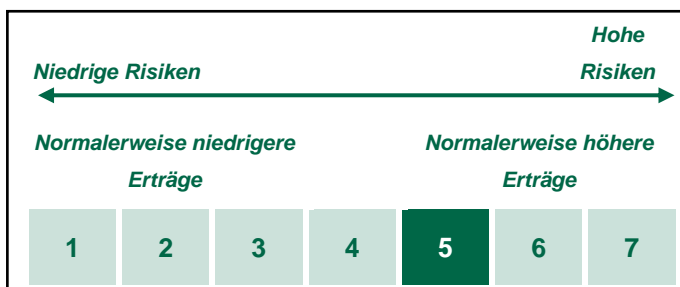 Hohe
Niedrige Risiken Risiken
Normalerweise niedrigere Normalerweise höhere
Erträge Erträge
1 2 3 4 5 6 7